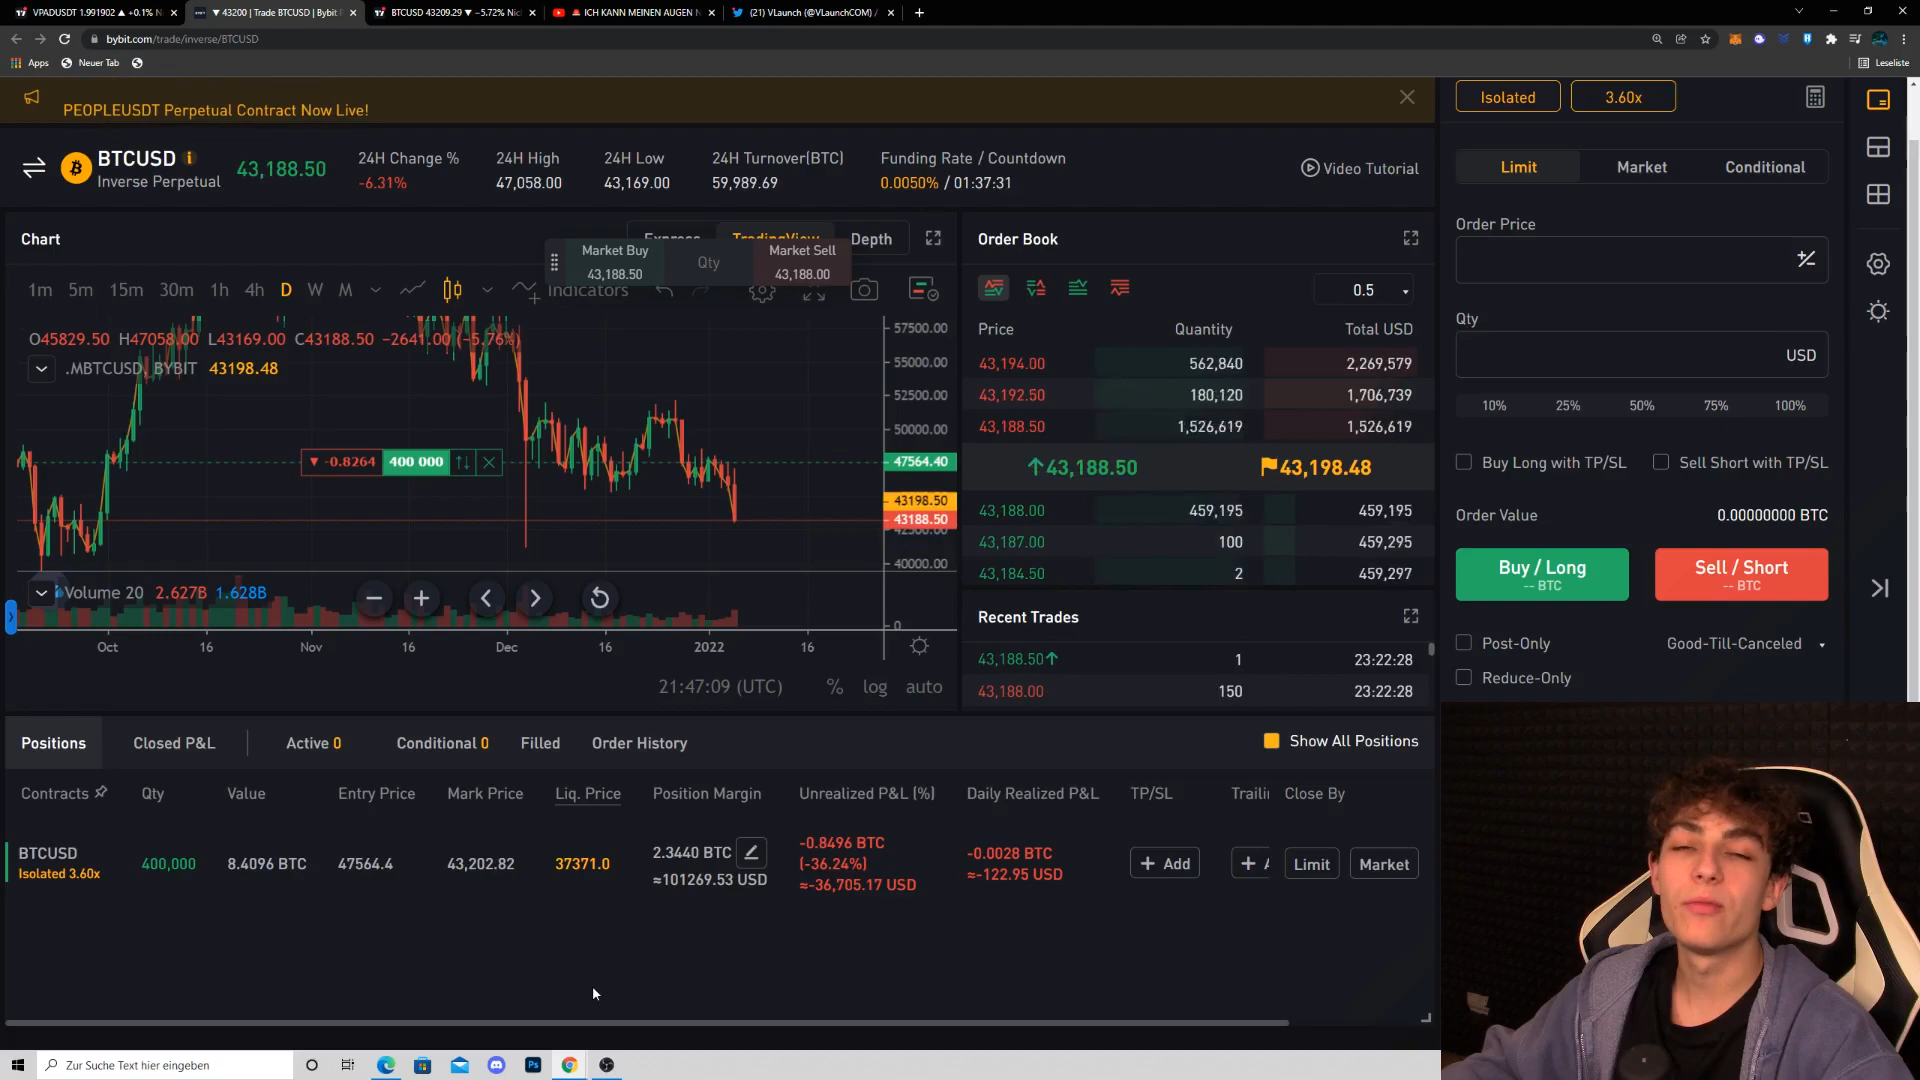 VPADUSDT 1.991902 ▲ +0.1% N
▼ 43200 | Trade BTCUSD | Bybit
BTCUSD 43209.29 ▼ −5.72% Nic
ICH KANN MEINEN AUGEN N
(21) VLaunch (@VLaunchCOM) /
bybit.com/trade/inverse/BTCUSD
Apps
Neuer Tab
Leseliste
PEOPLEUSDT Perpetual Contract Now Live!
BTCUSD
Inverse Perpetual
43,188.50
24H Change %
-6.31%
24H High
47,058.00
24H Low
43,169.00
24H Turnover(BTC)
59,989.69
Funding Rate / Countdown
0.0050% / 01:37:31
Video Tutorial
Chart
Express
TradingView
Depth
Market Buy
43,188.50
Qty
Market Sell
43,188.00
1m 5m 15m 30m 1h 4h D W M
Indicators
O45829.50 H47058.00 L43169.00 C43188.50 −2641.00 (−5.76%)
.MBTCUSD, BYBIT 43198.48
▼ -0.8264 400 000
57500.00
55000.00
52500.00
50000.00
47564.40
43198.50
43188.50
42500.00
40000.00
0
Volume 20 2.627B 1.628B
Oct 16 Nov 16 Dec 16 2022 16
21:47:09 (UTC) % log auto
Order Book
0.5
Price Quantity Total USD
43,194.00 562,840 2,269,579
43,192.50 180,120 1,706,739
43,188.50 1,526,619 1,526,619
↑43,188.50 43,198.48
43,188.00 459,195 459,195
43,187.00 100 459,295
43,184.50 2 459,297
Recent Trades
43,188.50↑ 1 23:22:28
43,188.00 150 23:22:28
Isolated
3.60x
Limit Market Conditional
Order Price
Qty
USD
10% 25% 50% 75% 100%
Buy Long with TP/SL
Sell Short with TP/SL
Order Value
0.00000000 BTC
Buy / Long
-- BTC
Sell / Short
-- BTC
Post-Only
Good-Till-Canceled
Reduce-Only
Positions Closed P&L Active 0 Conditional 0 Filled Order History
Show All Positions
Contracts Qty Value Entry Price Mark Price Liq. Price Position Margin Unrealized P&L (%) Daily Realized P&L TP/SL Traili Close By
BTCUSD
Isolated 3.60x
400,000
8.4096 BTC
47564.4
43,202.82
37371.0
2.3440 BTC
≈101269.53 USD
-0.8496 BTC
(-36.24%)
≈-36,705.17 USD
-0.0028 BTC
≈-122.95 USD
+ Add
+ A
Limit
Market
Zur Suche Text hier eingeben